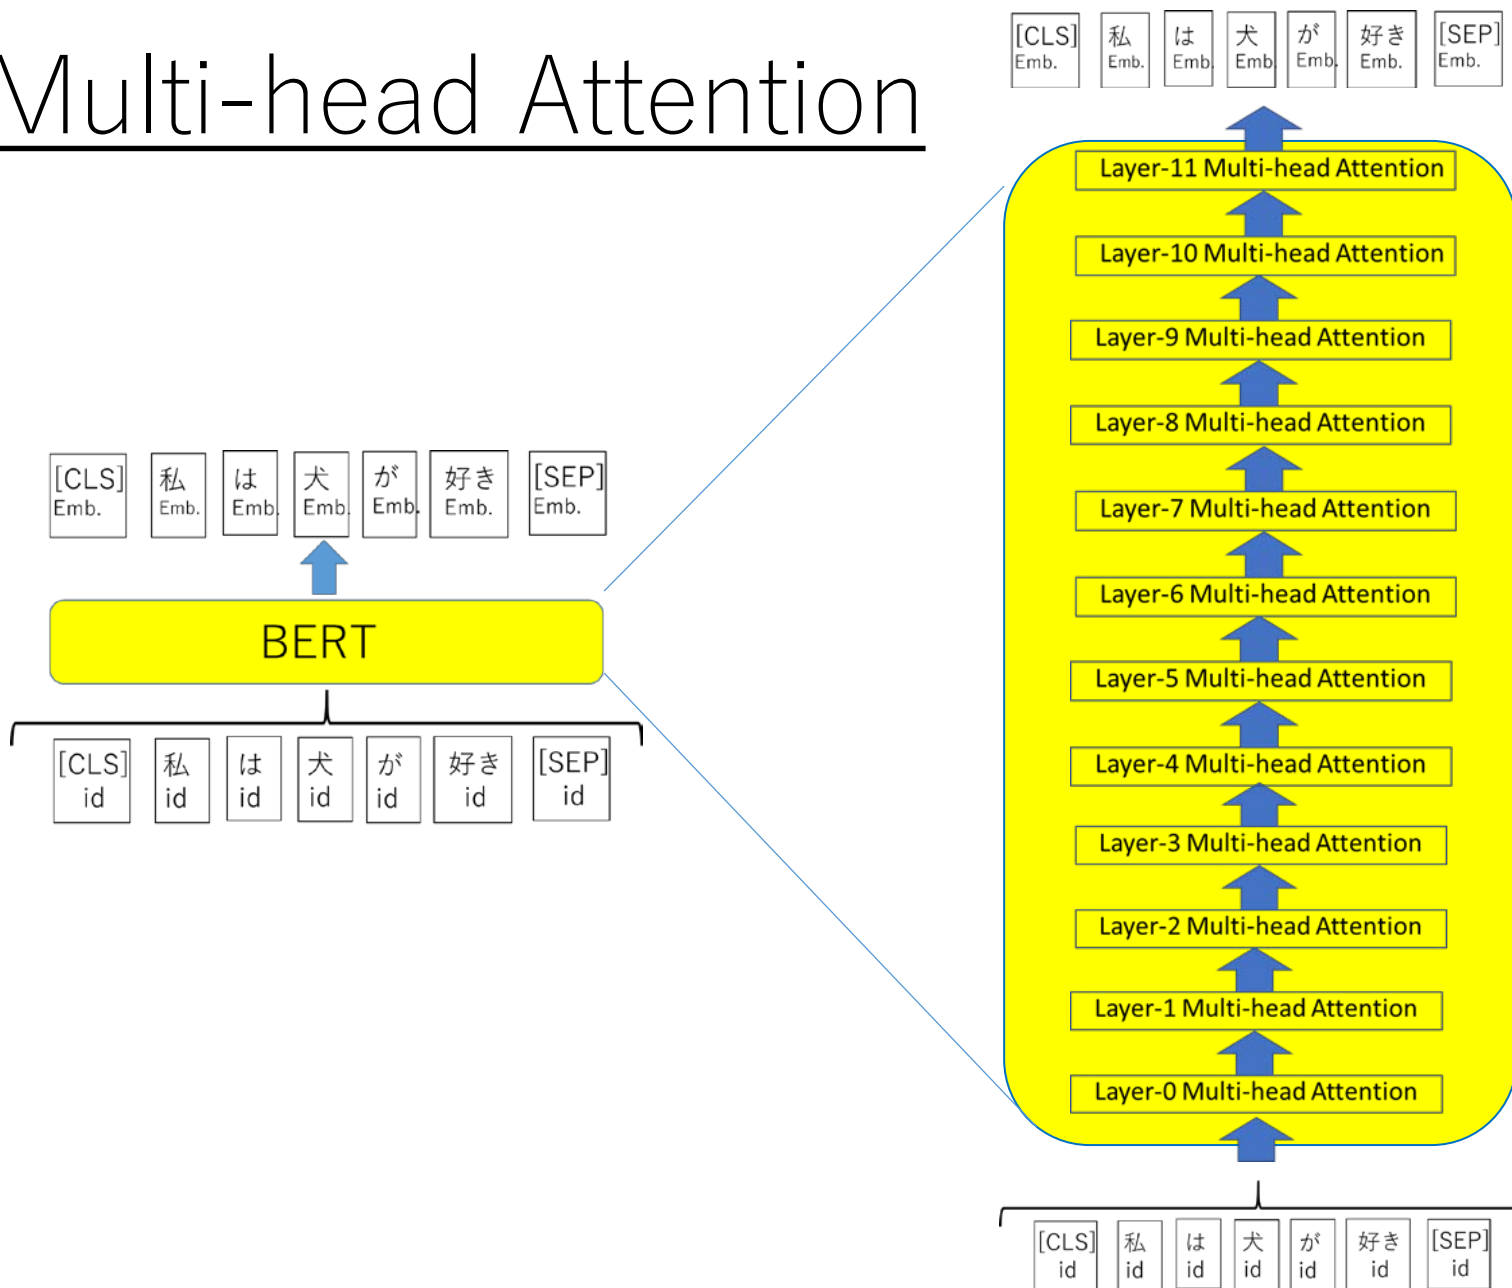 Multi-head Attention
[CLS] 私 は 犬 が 好き [SEP]
Emb. Emb. Emb. Emb. Emb. Emb. Emb.
BERT
[CLS] 私 は 犬 が 好き [SEP]
id id id id id id id
[CLS] 私 は 犬 が 好き [SEP]
Emb. Emb. Emb. Emb. Emb. Emb. Emb.
Layer-11 Multi-head Attention
Layer-10 Multi-head Attention
Layer-9 Multi-head Attention
Layer-8 Multi-head Attention
Layer-7 Multi-head Attention
Layer-6 Multi-head Attention
Layer-5 Multi-head Attention
Layer-4 Multi-head Attention
Layer-3 Multi-head Attention
Layer-2 Multi-head Attention
Layer-1 Multi-head Attention
Layer-0 Multi-head Attention
[CLS] 私 は 犬 が 好き [SEP]
id id id id id id id